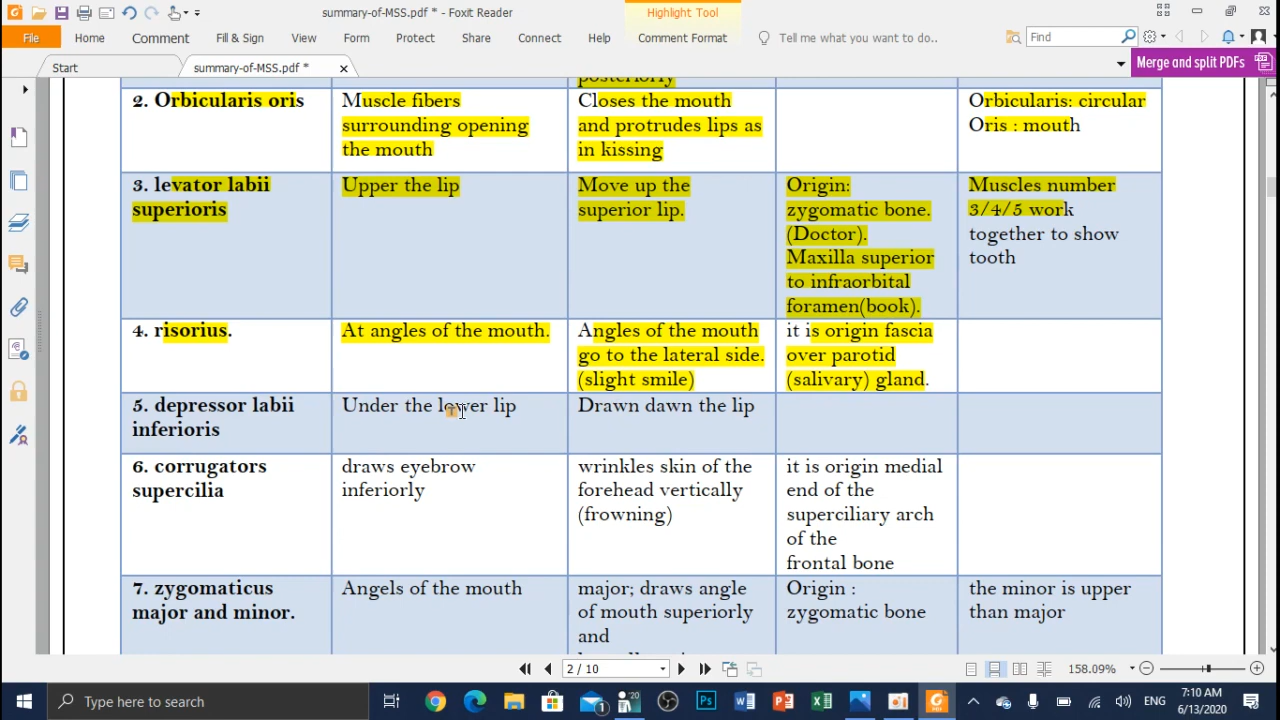 summary-of-MSS.pdf * - Foxit Reader
Highlight Tool
File
Home
Comment
Fill & Sign
View
Form
Protect
Share
Connect
Help
Comment Format
Tell me what you want to do..
Find
Start
summary-of-MSS.pdf *
Merge and split PDFs
posteriorly
2. Orbicularis oris
Muscle fibers
surrounding opening
the mouth
Closes the mouth
and protrudes lips as
in kissing
Orbicularis: circular
Oris : mouth
3. levator labii
superioris
Upper the lip
Move up the
superior lip.
Origin:
zygomatic bone.
(Doctor).
Maxilla superior
to infraorbital
foramen(book).
Muscles number
3/4/5 work
together to show
tooth
4. risorius.
At angles of the mouth.
Angles of the mouth
go to the lateral side.
(slight smile)
it is origin fascia
over parotid
(salivary) gland.
5. depressor labii
inferioris
Under the lower lip
Drawn dawn the lip
6. corrugators
supercilia
draws eyebrow
inferiorly
wrinkles skin of the
forehead vertically
(frowning)
it is origin medial
end of the
superciliary arch
of the
frontal bone
7. zygomaticus
major and minor.
Angels of the mouth
major; draws angle
of mouth superiorly
and
Origin :
zygomatic bone
the minor is upper
than major
2 / 10
158.09%
Type here to search
ENG
7:10 AM
6/13/2020